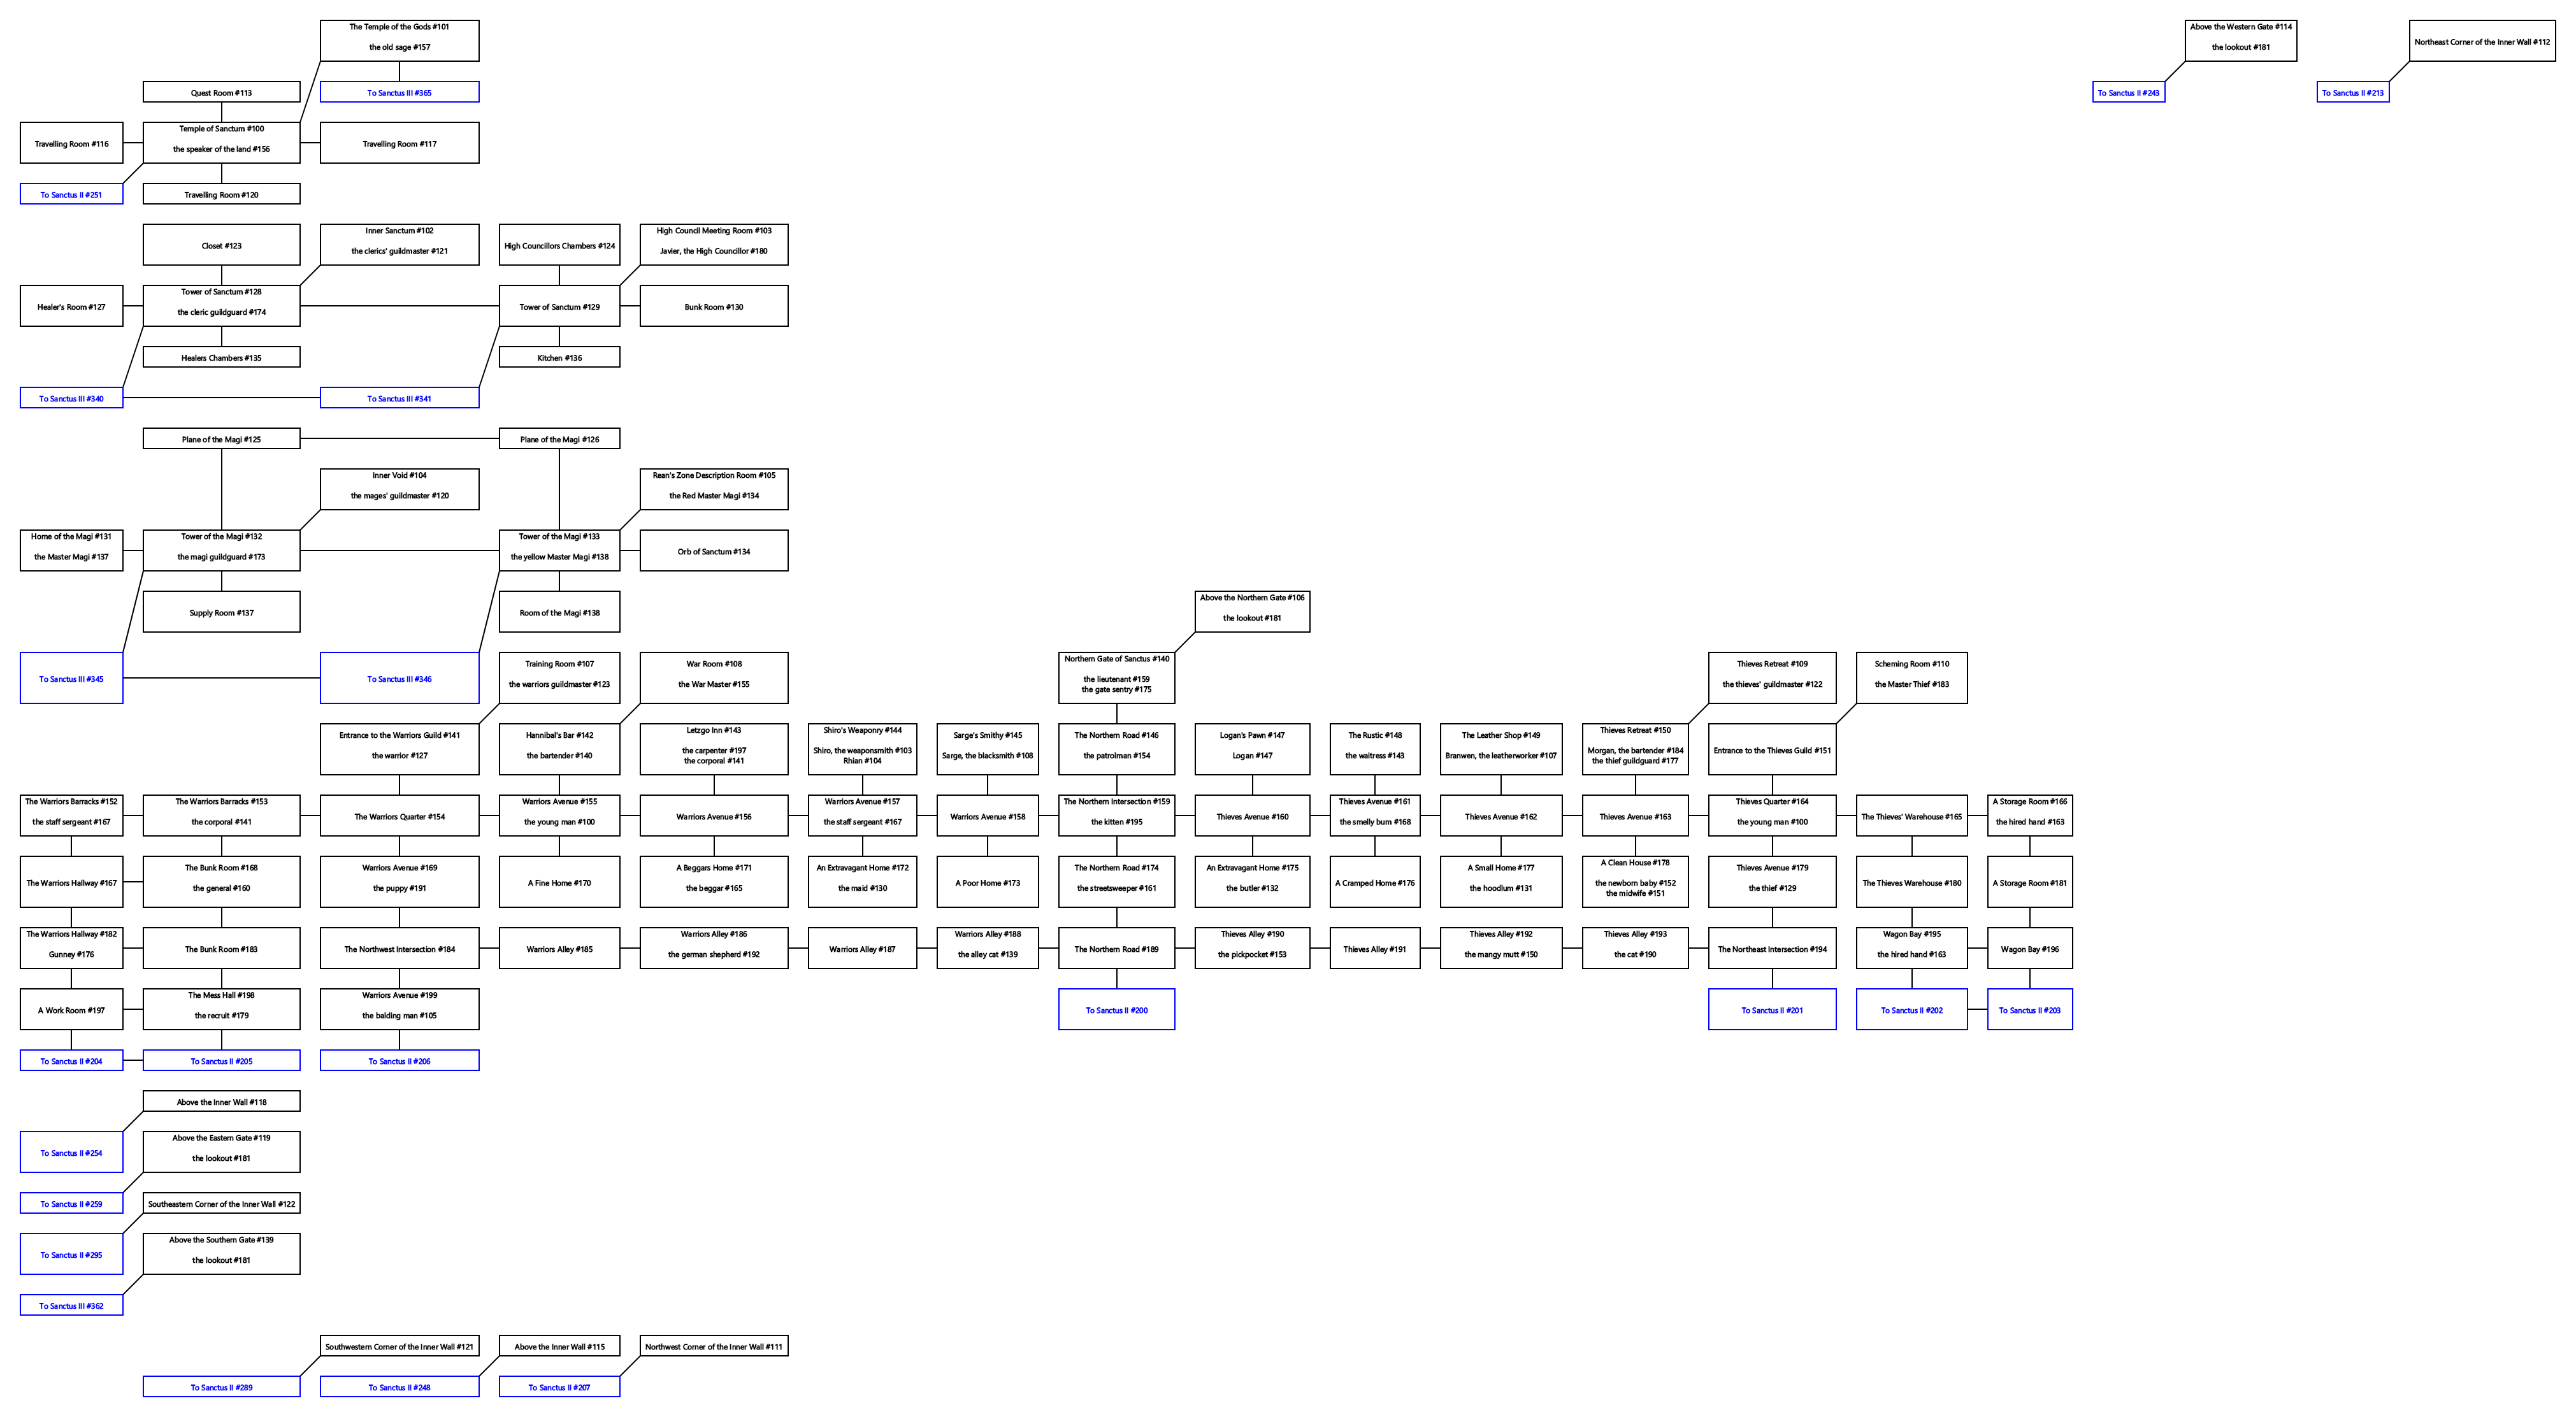 The Temple of the Gods #101
the old sage #157
Above the Western Gate #114
the lookout #181
Northeast Corner of the Inner Wall #112
Quest Room #113
To Sanctus III #365
To Sanctus II #243
To Sanctus II #213
Travelling Room #116
Temple of Sanctum #100
the speaker of the land #156
Travelling Room #117
To Sanctus II #251
Travelling Room #120
Closet #123
Inner Sanctum #102
the clerics' guildmaster #121
High Councillors Chambers #124
High Council Meeting Room #103
Javier, the High Councillor #180
Healer's Room #127
Tower of Sanctum #128
the cleric guildguard #174
Tower of Sanctum #129
Bunk Room #130
Healers Chambers #135
Kitchen #136
To Sanctus III #340
To Sanctus III #341
Plane of the Magi #125
Plane of the Magi #126
Inner Void #104
the mages' guildmaster #120
Rean's Zone Description Room #105
the Red Master Magi #134
Home of the Magi #131
the Master Magi #137
Tower of the Magi #132
the magi guildguard #173
Tower of the Magi #133
the yellow Master Magi #138
Orb of Sanctum #134
Supply Room #137
Room of the Magi #138
Above the Northern Gate #106
the lookout #181
To Sanctus III #345
To Sanctus III #346
Training Room #107
the warriors guildmaster #123
War Room #108
the War Master #155
Northern Gate of Sanctus #140
the lieutenant #159
the gate sentry #175
Thieves Retreat #109
the thieves' guildmaster #122
Scheming Room #110
the Master Thief #183
Entrance to the Warriors Guild #141
the warrior #127
Hannibal's Bar #142
the bartender #140
Letzgo Inn #143
the carpenter #197
the corporal #141
Shiro's Weaponry #144
Shiro, the weaponsmith #103
Rhian #104
Sarge's Smithy #145
Sarge, the blacksmith #108
The Northern Road #146
the patrolman #154
Logan's Pawn #147
Logan #147
The Rustic #148
the waitress #143
The Leather Shop #149
Branwen, the leatherworker #107
Thieves Retreat #150
Morgan, the bartender #184
the thief guildguard #177
Entrance to the Thieves Guild #151
The Warriors Barracks #152
the staff sergeant #167
The Warriors Barracks #153
the corporal #141
The Warriors Quarter #154
Warriors Avenue #155
the young man #100
Warriors Avenue #156
Warriors Avenue #157
the staff sergeant #167
Warriors Avenue #158
The Northern Intersection #159
the kitten #195
Thieves Avenue #160
Thieves Avenue #161
the smelly bum #168
Thieves Avenue #162
Thieves Avenue #163
Thieves Quarter #164
the young man #100
The Thieves' Warehouse #165
A Storage Room #166
the hired hand #163
The Warriors Hallway #167
The Bunk Room #168
the general #160
Warriors Avenue #169
the puppy #191
A Fine Home #170
A Beggars Home #171
the beggar #165
An Extravagant Home #172
the maid #130
A Poor Home #173
The Northern Road #174
the streetsweeper #161
An Extravagant Home #175
the butler #132
A Cramped Home #176
A Small Home #177
the hoodlum #131
A Clean House #178
the newborn baby #152
the midwife #151
Thieves Avenue #179
the thief #129
The Thieves Warehouse #180
A Storage Room #181
The Warriors Hallway #182
Gunney #176
The Bunk Room #183
The Northwest Intersection #184
Warriors Alley #185
Warriors Alley #186
the german shepherd #192
Warriors Alley #187
Warriors Alley #188
the alley cat #139
The Northern Road #189
Thieves Alley #190
the pickpocket #153
Thieves Alley #191
Thieves Alley #192
the mangy mutt #150
Thieves Alley #193
the cat #190
The Northeast Intersection #194
Wagon Bay #195
the hired hand #163
Wagon Bay #196
A Work Room #197
The Mess Hall #198
the recruit #179
Warriors Avenue #199
the balding man #105
To Sanctus II #200
To Sanctus II #201
To Sanctus II #202
To Sanctus II #203
To Sanctus II #204
To Sanctus II #205
To Sanctus II #206
Above the Inner Wall #118
To Sanctus II #254
Above the Eastern Gate #119
the lookout #181
To Sanctus II #259
Southeastern Corner of the Inner Wall #122
To Sanctus II #295
Above the Southern Gate #139
the lookout #181
To Sanctus III #362
Southwestern Corner of the Inner Wall #121
Above the Inner Wall #115
Northwest Corner of the Inner Wall #111
To Sanctus II #289
To Sanctus II #248
To Sanctus II #207